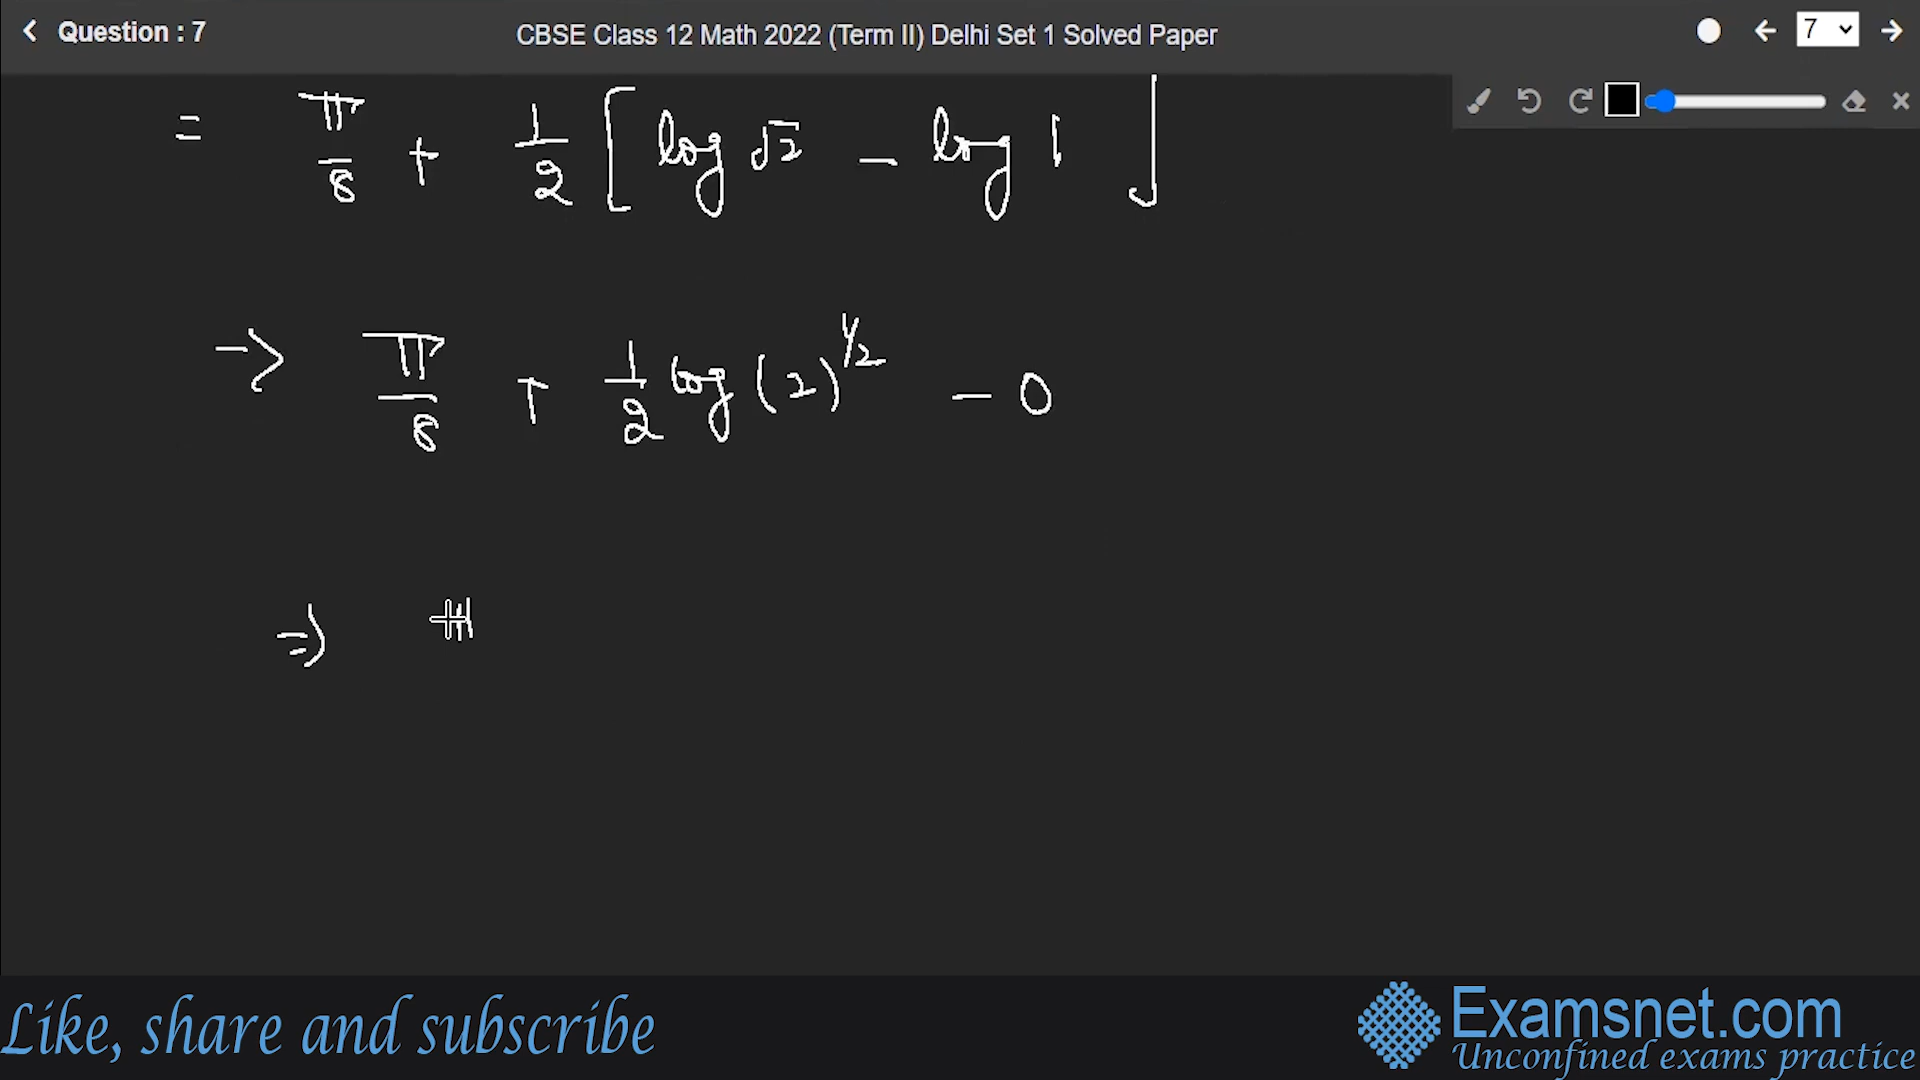 Question : 7
CBSE Class 12 Math 2022 (Term II) Delhi Set 1 Solved Paper
7
= π/8 + 1/2 [ log √2 - log 1 ]
-> π/8 + 1/2 log (2)^1/2 - 0
=)
Like, share and subscribe
Examsnet.com
Unconfined exams practice